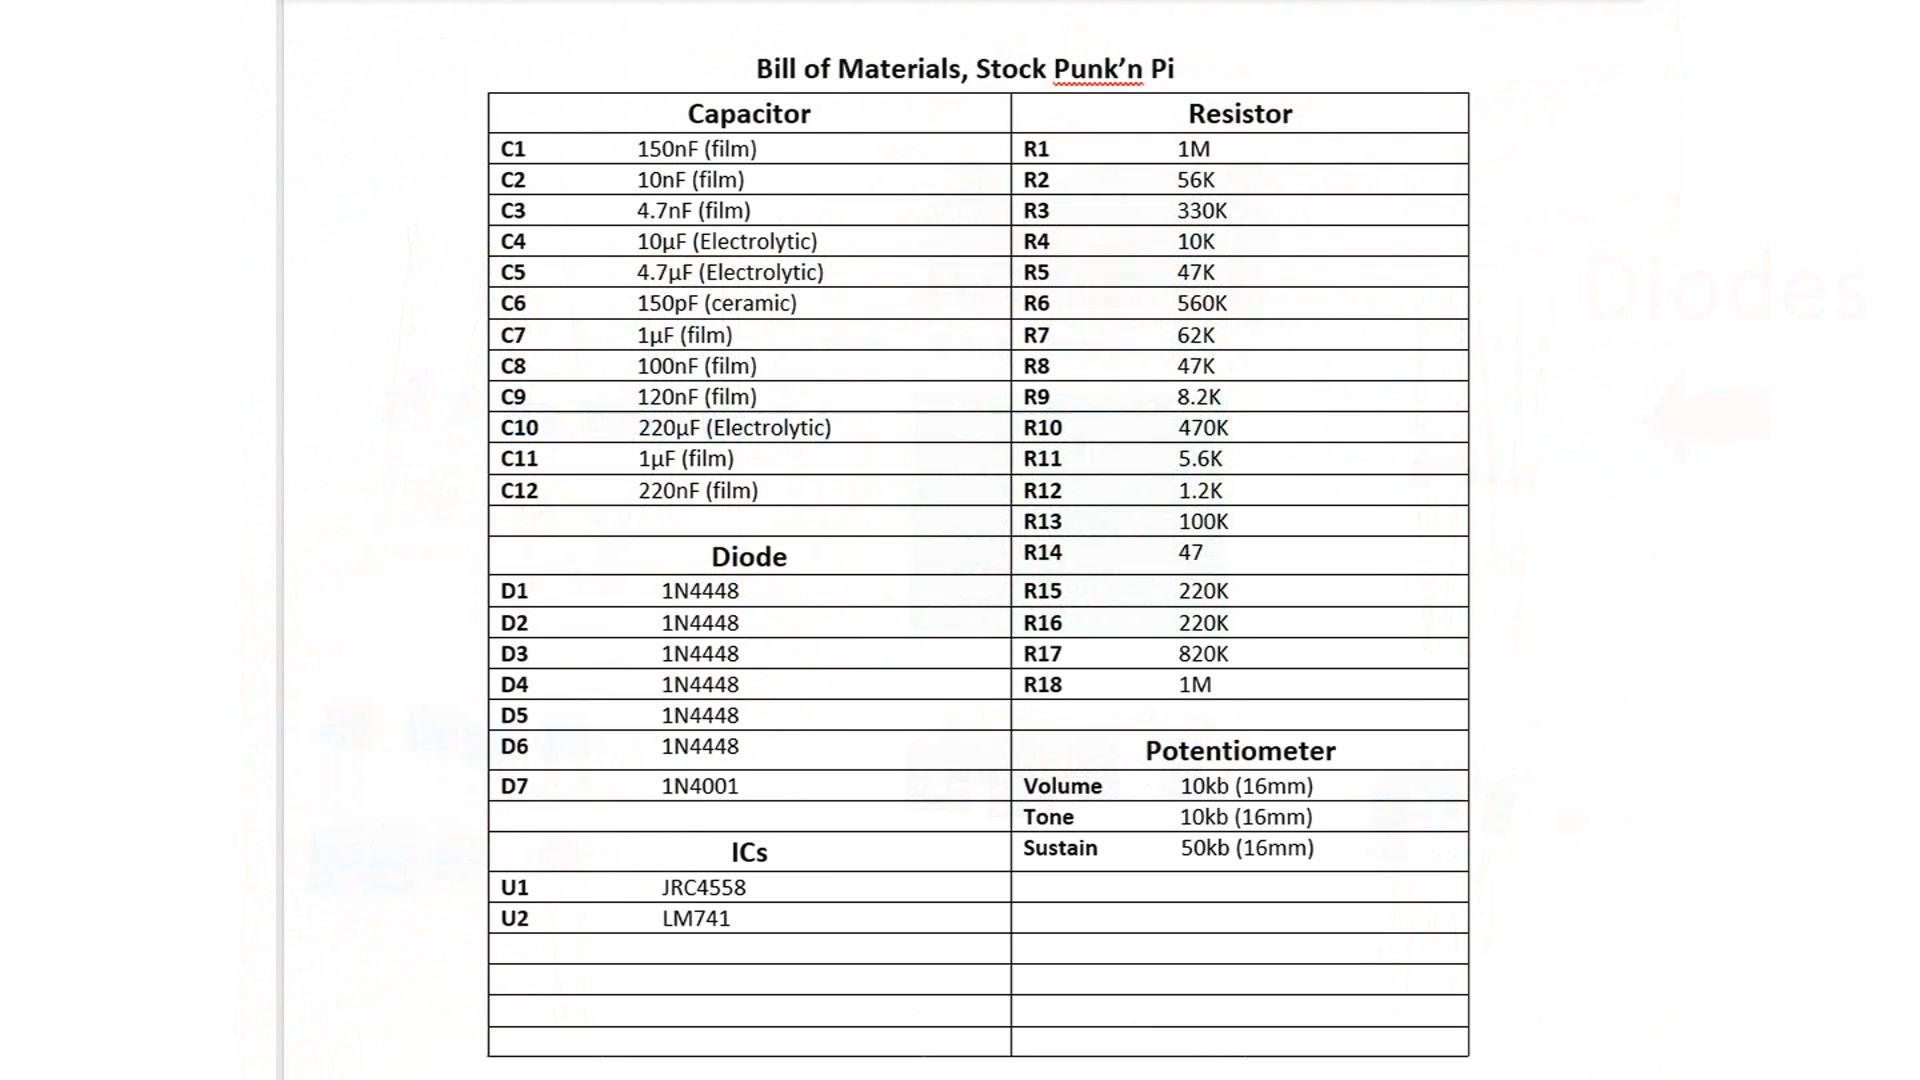 Bill of Materials, Stock Punk’n Pi
Capacitor Resistor
C1 150nF (film) R1 1M
C2 10nF (film) R2 56K
C3 4.7nF (film) R3 330K
C4 10µF (Electrolytic) R4 10K
C5 4.7µF (Electrolytic) R5 47K
C6 150pF (ceramic) R6 560K
C7 1µF (film) R7 62K
C8 100nF (film) R8 47K
C9 120nF (film) R9 8.2K
C10 220µF (Electrolytic) R10 470K
C11 1µF (film) R11 5.6K
C12 220nF (film) R12 1.2K
R13 100K
Diode R14 47
D1 1N4448 R15 220K
D2 1N4448 R16 220K
D3 1N4448 R17 820K
D4 1N4448 R18 1M
D5 1N4448
D6 1N4448 Potentiometer
D7 1N4001 Volume 10kb (16mm)
Tone 10kb (16mm)
ICs Sustain 50kb (16mm)
U1 JRC4558
U2 LM741
Diodes